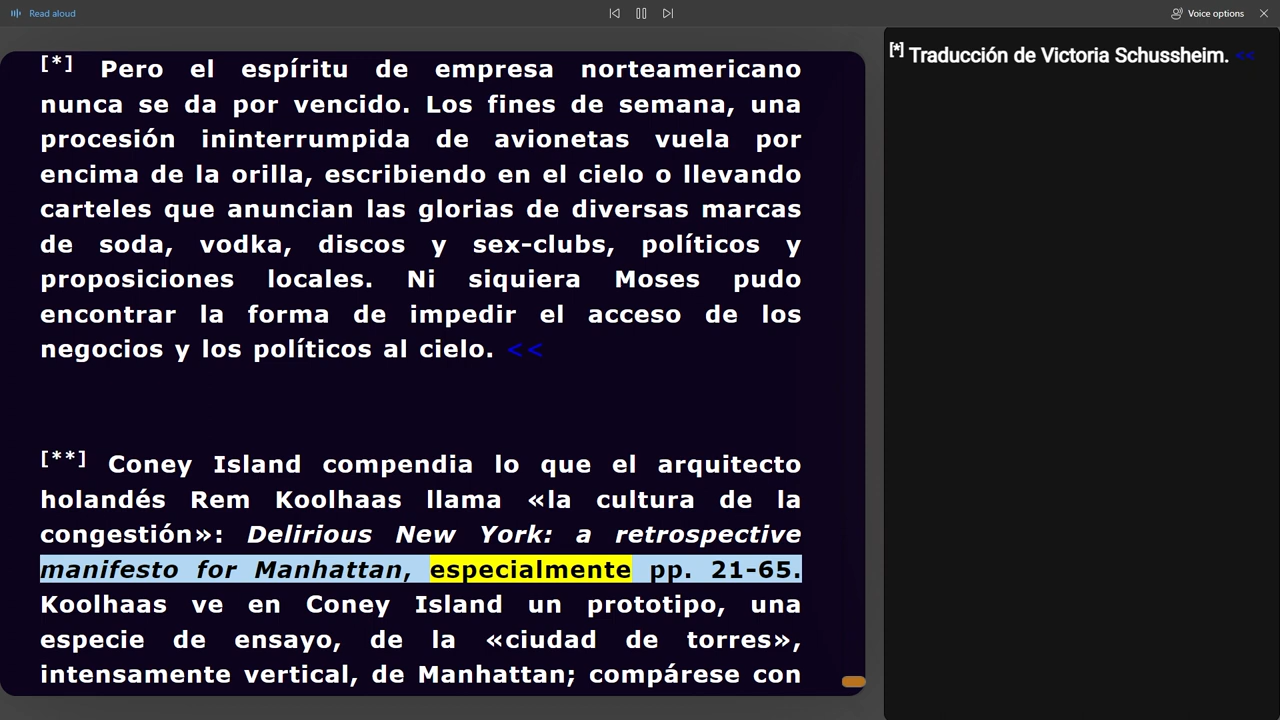 Read aloud
Voice options
[*] Pero el espíritu de empresa norteamericano
nunca se da por vencido. Los fines de semana, una
procesión ininterrumpida de avionetas vuela por
encima de la orilla, escribiendo en el cielo o llevando
carteles que anuncian las glorias de diversas marcas
de soda, vodka, discos y sex-clubs, políticos y
proposiciones locales. Ni siquiera Moses pudo
encontrar la forma de impedir el acceso de los
negocios y los políticos al cielo. <<
[**] Coney Island compendia lo que el arquitecto
holandés Rem Koolhaas llama «la cultura de la
congestión»: Delirious New York: a retrospective
manifesto for Manhattan, especialmente pp. 21-65.
Koolhaas ve en Coney Island un prototipo, una
especie de ensayo, de la «ciudad de torres»,
intensamente vertical, de Manhattan; compárese con
[*] Traducción de Victoria Schussheim. <<